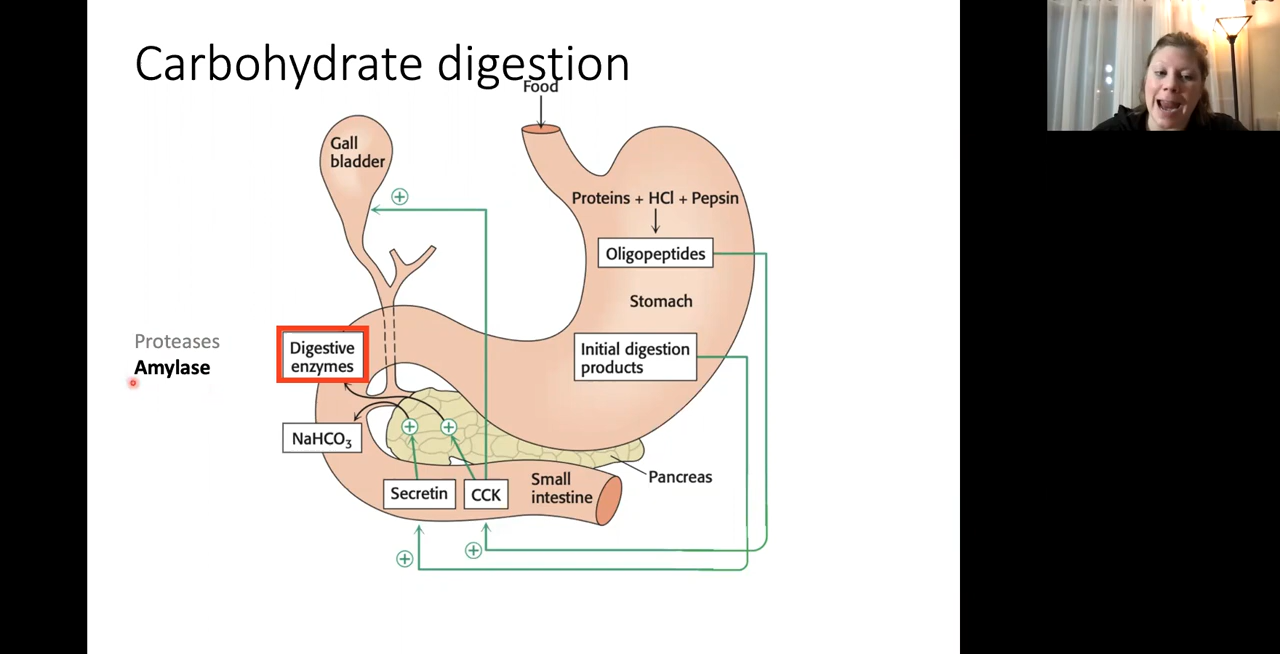 Carbohydrate digestion
Food
Gall
bladder
Proteins + HCl + Pepsin
Oligopeptides
Stomach
Initial digestion
products
Proteases
Amylase
Digestive
enzymes
NaHCO₃
Secretin
CCK
Small
intestine
Pancreas